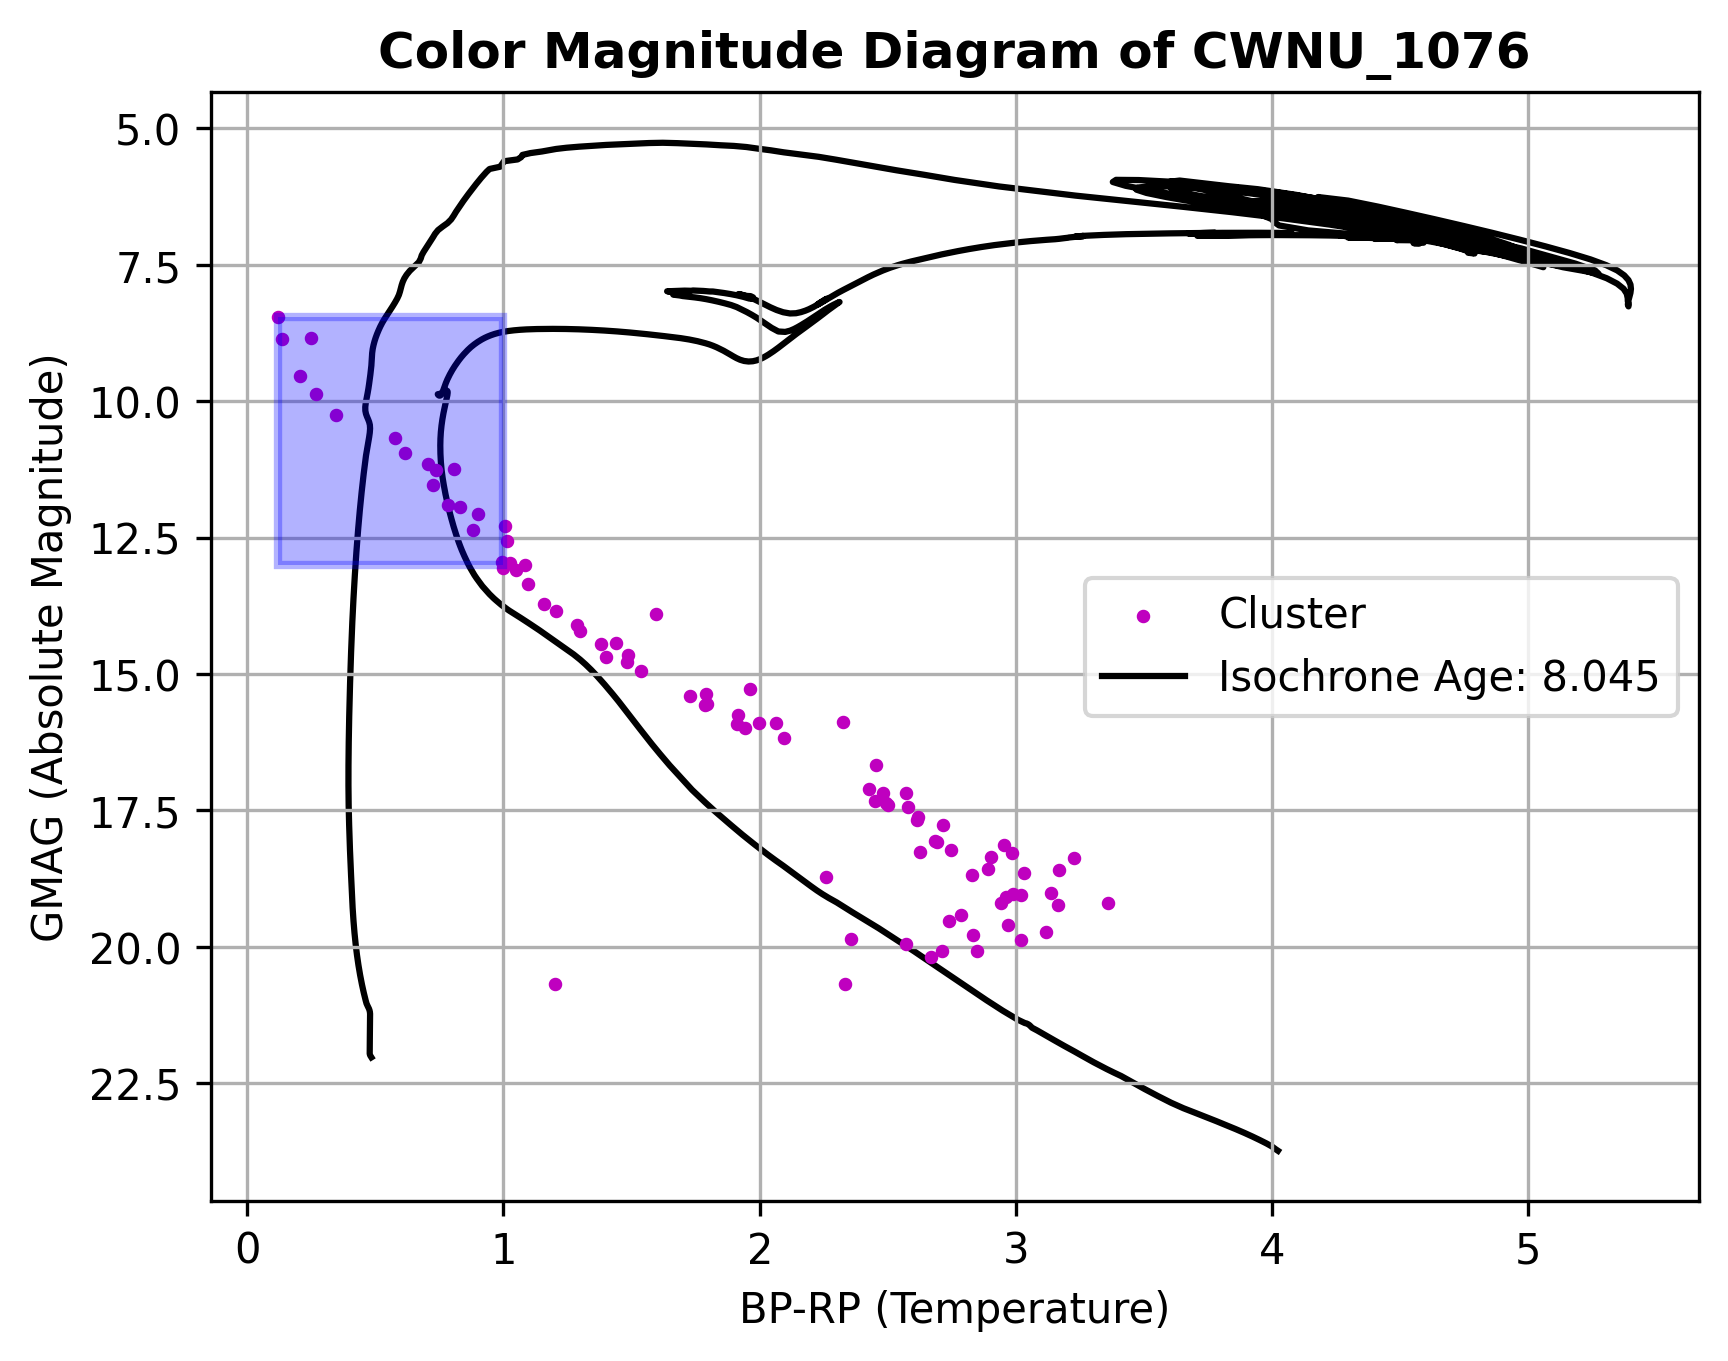 Color Magnitude Diagram of CWNU_1076
GMAG (Absolute Magnitude)
5.0
7.5
10.0
12.5
15.0
17.5
20.0
22.5
Cluster
Isochrone Age: 8.045
0 1 2 3 4 5
BP-RP (Temperature)